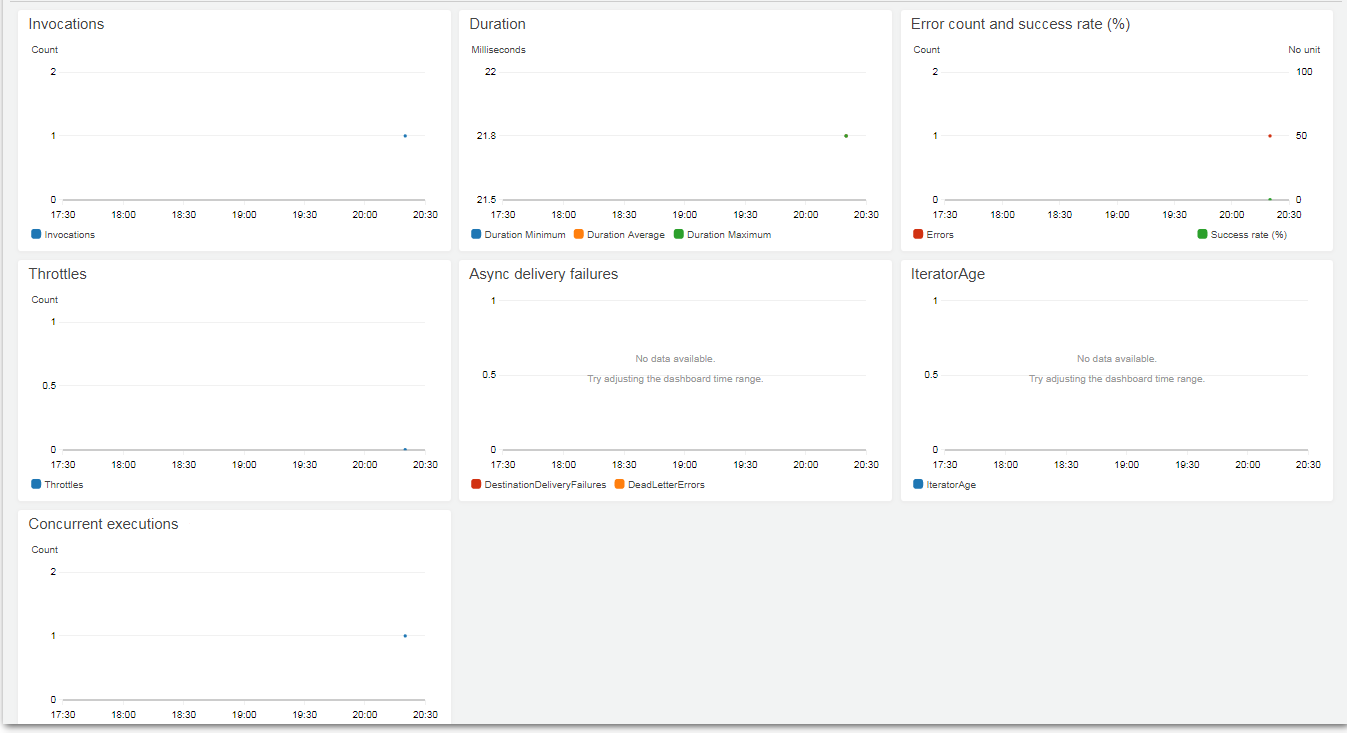 Invocations
Count
2
1
0
17:30 18:00 18:30 19:00 19:30 20:00 20:30
Invocations
Duration
Milliseconds
22
21.8
21.5
17:30 18:00 18:30 19:00 19:30 20:00 20:30
Duration Minimum Duration Average Duration Maximum
Error count and success rate (%)
Count No unit
2 100
1 50
0 0
17:30 18:00 18:30 19:00 19:30 20:00 20:30
Errors Success rate (%)
Throttles
Count
1
0.5
0
17:30 18:00 18:30 19:00 19:30 20:00 20:30
Throttles
Async delivery failures
1
No data available.
0.5
Try adjusting the dashboard time range.
0
17:30 18:00 18:30 19:00 19:30 20:00 20:30
DestinationDeliveryFailures DeadLetterErrors
IteratorAge
1
No data available.
0.5
Try adjusting the dashboard time range.
0
17:30 18:00 18:30 19:00 19:30 20:00 20:30
IteratorAge
Concurrent executions
Count
2
1
0
17:30 18:00 18:30 19:00 19:30 20:00 20:30